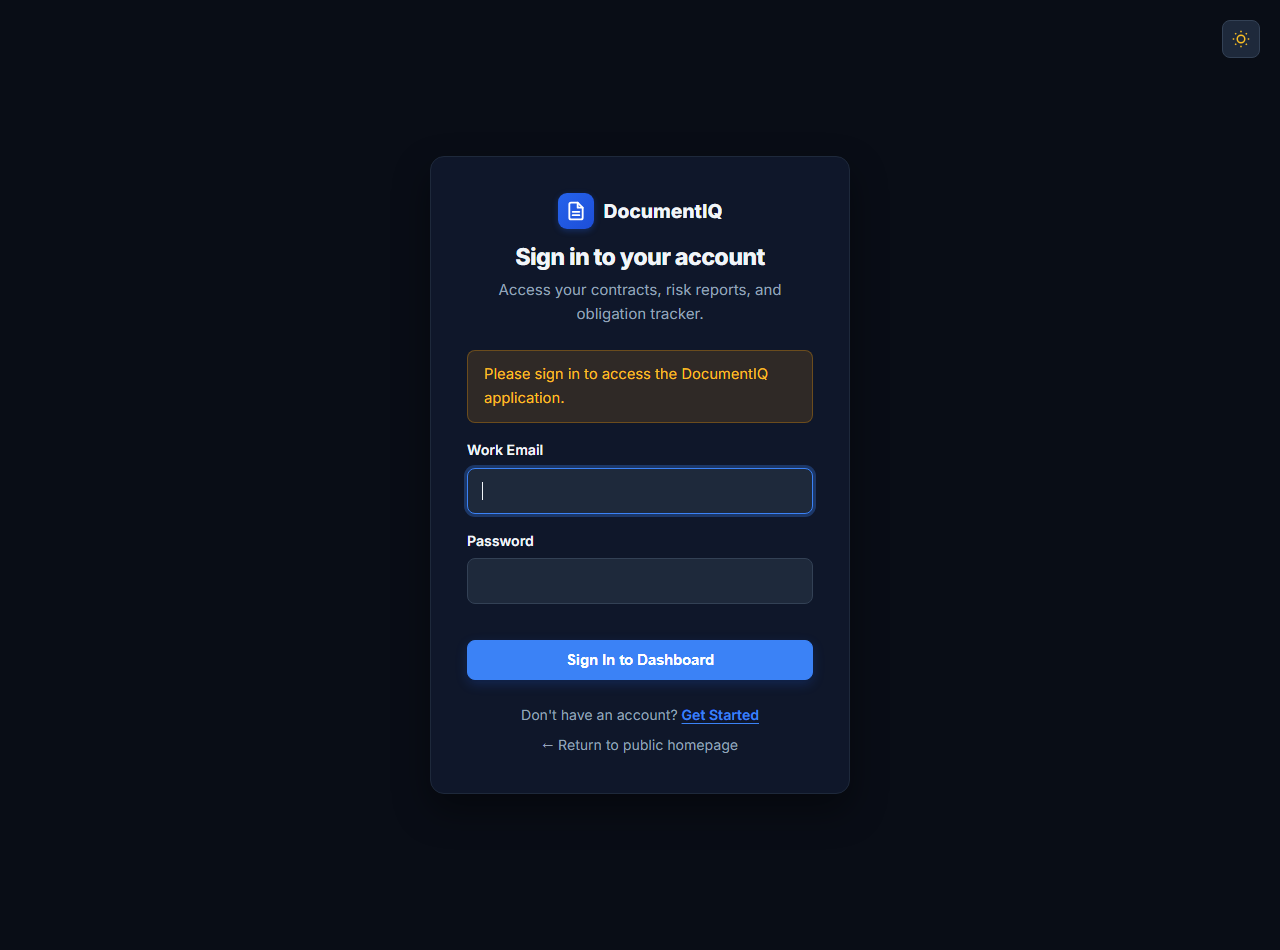 DocumentIQ
Sign in to your account
Access your contracts, risk reports, and
obligation tracker.
Please sign in to access the DocumentIQ
application.
Work Email
Password
Sign In to Dashboard
Don't have an account? Get Started
← Return to public homepage